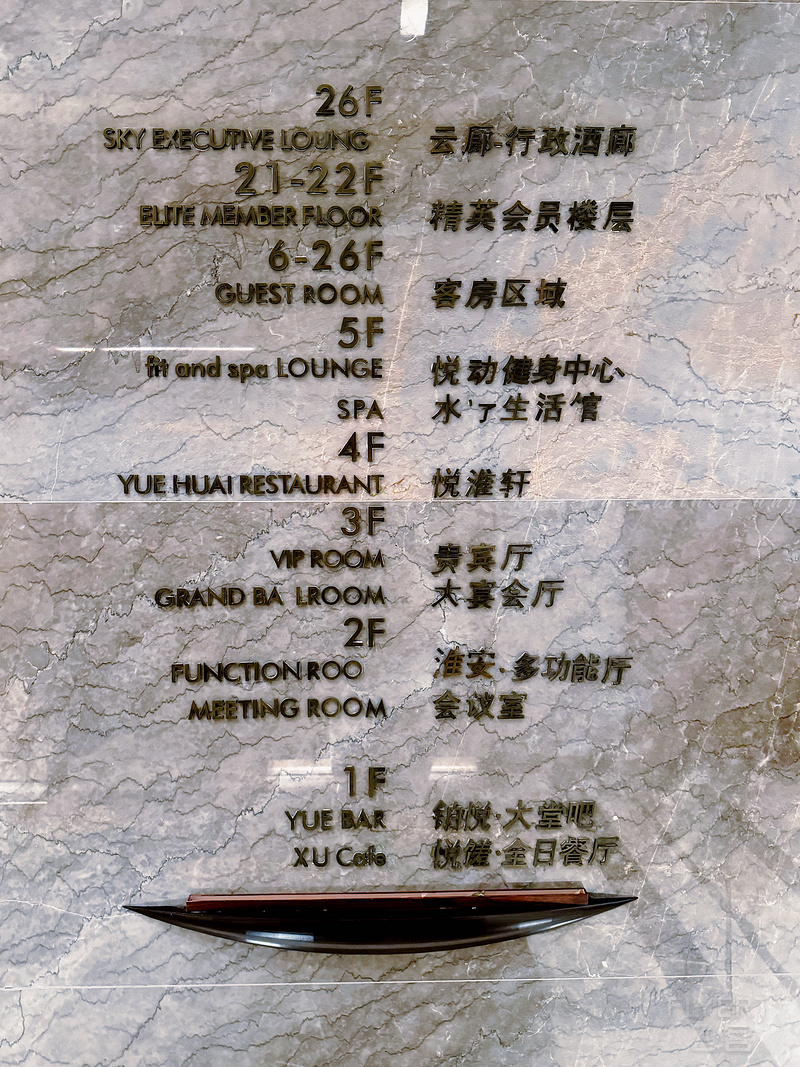 26F
SKY EXECUTIVE LOUNG 云廊-行政酒廊
21-22F
ELITE MEMBER FLOOR 精英会员楼层
6-26F
GUEST ROOM 客房区域
5F
fit and spa LOUNGE 悦动健身中心
SPA 水疗生活馆
4F
YUE HUAI RESTAURANT 悦淮轩
3F
VIP ROOM 贵宾厅
GRAND BA LROOM 大宴会厅
2F
FUNCTION ROO 淮安·多功能厅
MEETING ROOM 会议室
1F
YUE BAR 铂悦·大堂吧
XU Cafe 全日餐厅